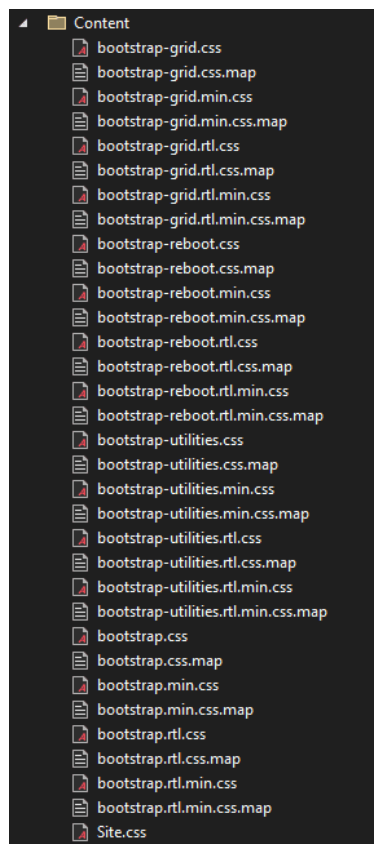 Content
bootstrap-grid.css
bootstrap-grid.css.map
bootstrap-grid.min.css
bootstrap-grid.min.css.map
bootstrap-grid.rtl.css
bootstrap-grid.rtl.css.map
bootstrap-grid.rtl.min.css
bootstrap-grid.rtl.min.css.map
bootstrap-reboot.css
bootstrap-reboot.css.map
bootstrap-reboot.min.css
bootstrap-reboot.min.css.map
bootstrap-reboot.rtl.css
bootstrap-reboot.rtl.css.map
bootstrap-reboot.rtl.min.css
bootstrap-reboot.rtl.min.css.map
bootstrap-utilities.css
bootstrap-utilities.css.map
bootstrap-utilities.min.css
bootstrap-utilities.min.css.map
bootstrap-utilities.rtl.css
bootstrap-utilities.rtl.css.map
bootstrap-utilities.rtl.min.css
bootstrap-utilities.rtl.min.css.map
bootstrap.css
bootstrap.css.map
bootstrap.min.css
bootstrap.min.css.map
bootstrap.rtl.css
bootstrap.rtl.css.map
bootstrap.rtl.min.css
bootstrap.rtl.min.css.map
Site.css